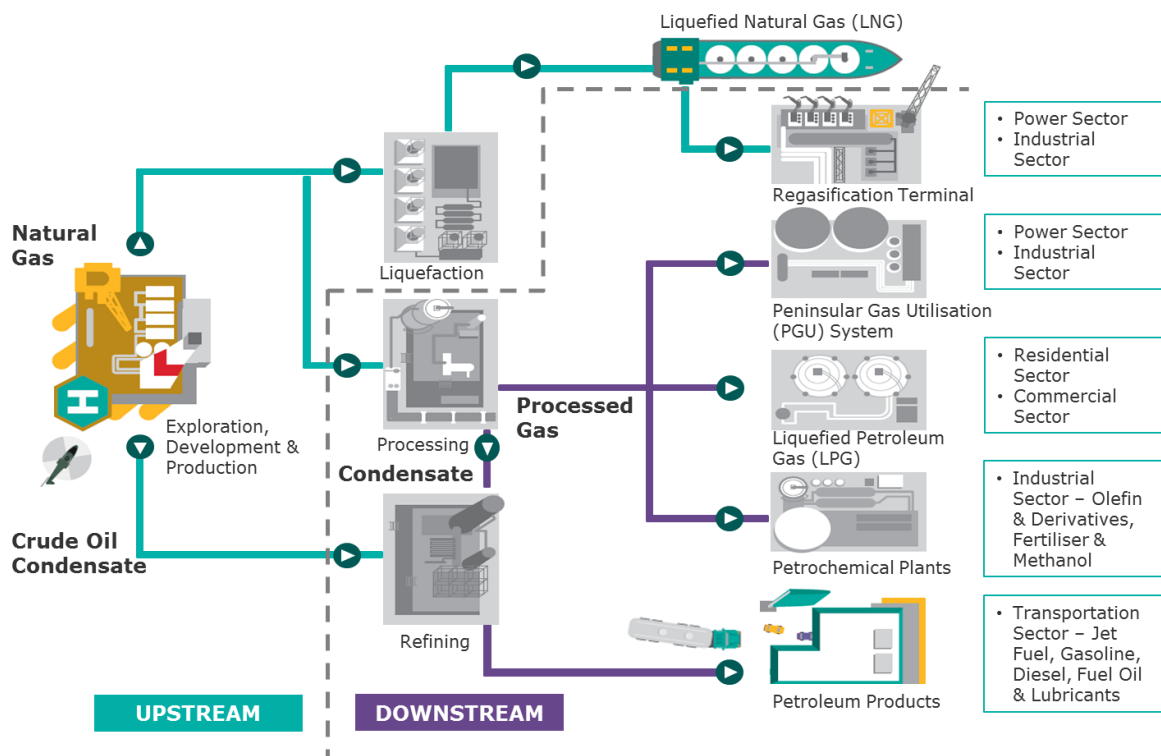 Liquefied Natural Gas (LNG)
• Power Sector
• Industrial
Sector
Regasification Terminal
Natural
Gas
Liquefaction
• Power Sector
• Industrial
Sector
Peninsular Gas Utilisation
(PGU) System
Exploration,
Development &
Production
Processing
Processed
Gas
Condensate
• Residential
Sector
• Commercial
Sector
Liquefied Petroleum
Gas (LPG)
• Industrial
Sector – Olefin
& Derivatives,
Fertiliser &
Methanol
Petrochemical Plants
Crude Oil
Condensate
Refining
• Transportation
Sector – Jet
Fuel, Gasoline,
Diesel, Fuel Oil
& Lubricants
Petroleum Products
UPSTREAM
DOWNSTREAM
H